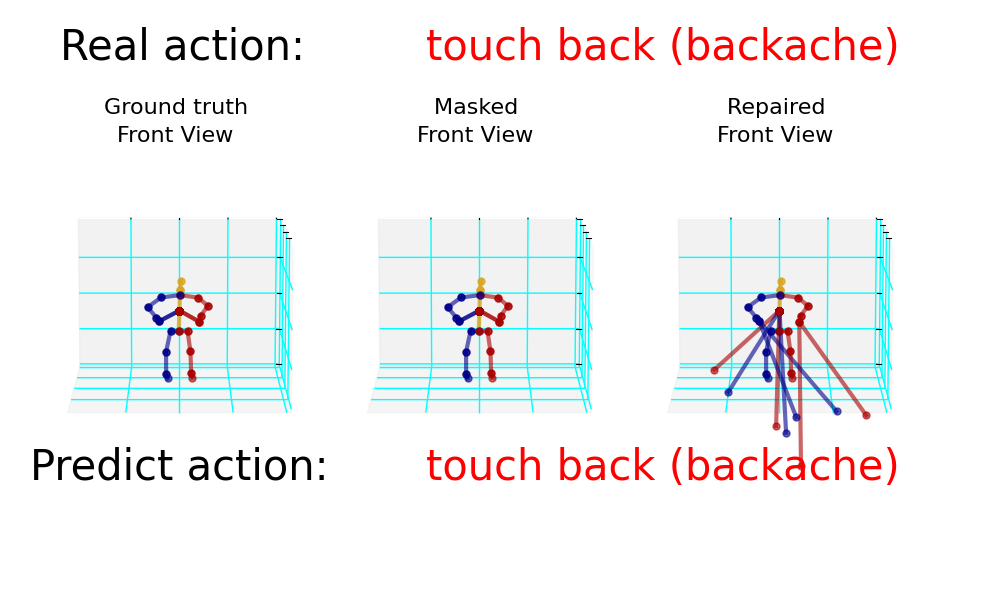 Real action: touch back (backache)
Ground truth Masked Repaired
Front View Front View Front View
Predict action: touch back (backache)